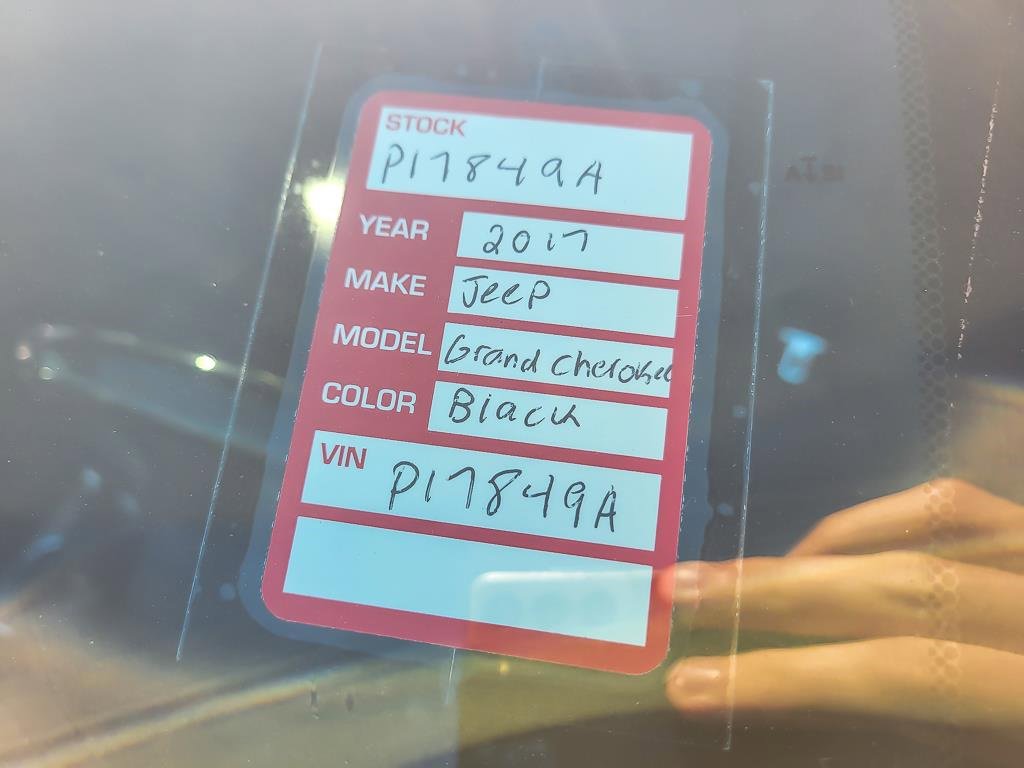 STOCK
P17849A
YEAR 2017
MAKE Jeep
MODEL Grand Cherokee
COLOR Black
VIN P17849A